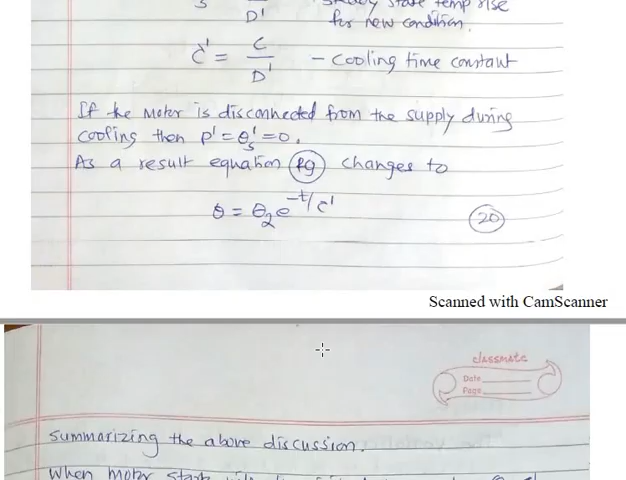 s D' steady state temp rise
for new condition.
τ' = C / D' – Cooling time constant
If the Motor is disconnected from the supply during
cooling then P' = θs' = 0.
As a result equation 19 changes to
θ = θ2 e^-t/τ' 20
Scanned with CamScanner
classmate
Date
Page
Summarizing the above discussion.
When motor